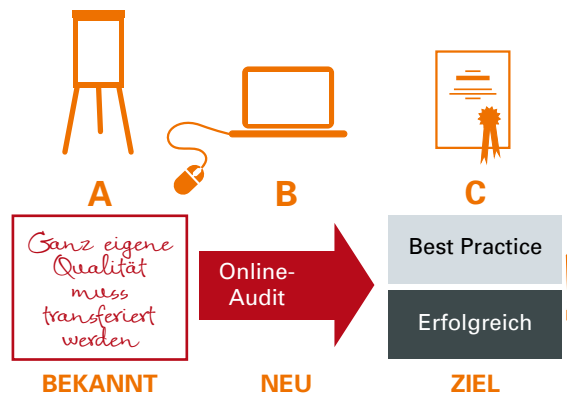 A
B
C
Ganz eigene
Qualität
muss
transferiert
werden
Online-
Audit
Best Practice
Erfolgreich
BEKANNT
NEU
ZIEL